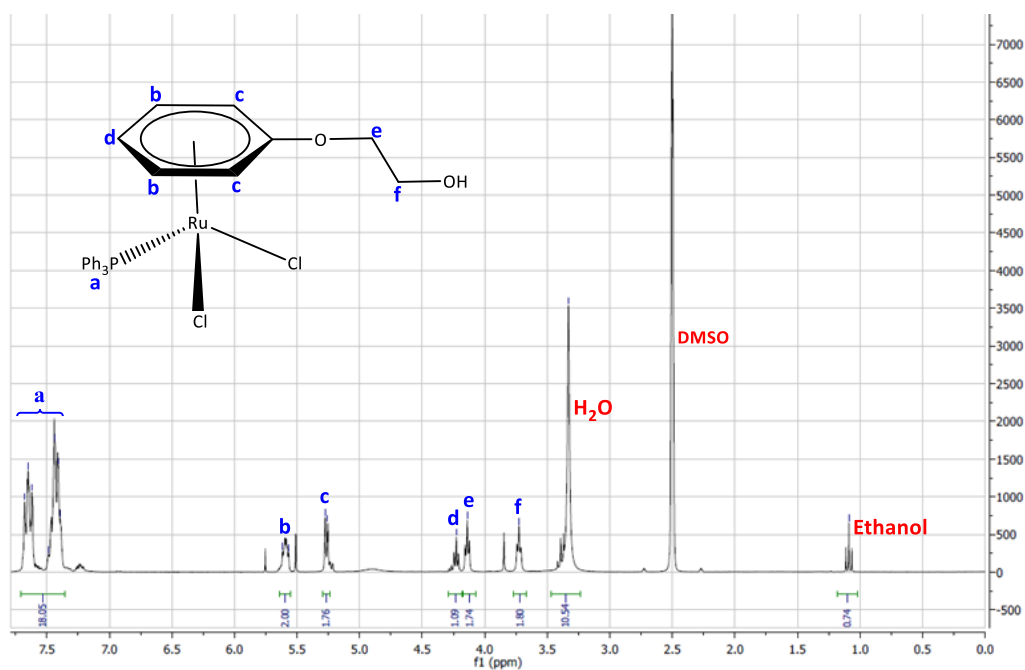 b
c
d
O
e
b
c
f
OH
Ru
Ph3P
a
Cl
Cl
a
b
c
d
e
f
H2O
DMSO
Ethanol
7000
6500
6000
5500
5000
4500
4000
3500
3000
2500
2000
1500
1000
500
0
-500
18.05
2.00
1.76
1.09
1.74
1.80
10.54
0.74
7.5
7.0
6.5
6.0
5.5
5.0
4.5
4.0
3.5
3.0
2.5
2.0
1.5
1.0
0.5
0.0
f1 (ppm)